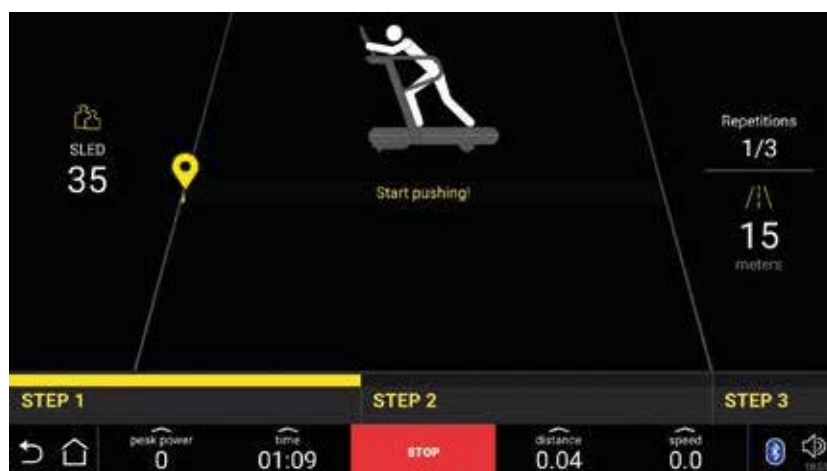 SLED
35
Start pushing!
Repetitions
1/3
15
meters
STEP 1
STEP 2
STEP 3
peak power
0
time
01:09
STOP
distance
0.04
speed
0.0